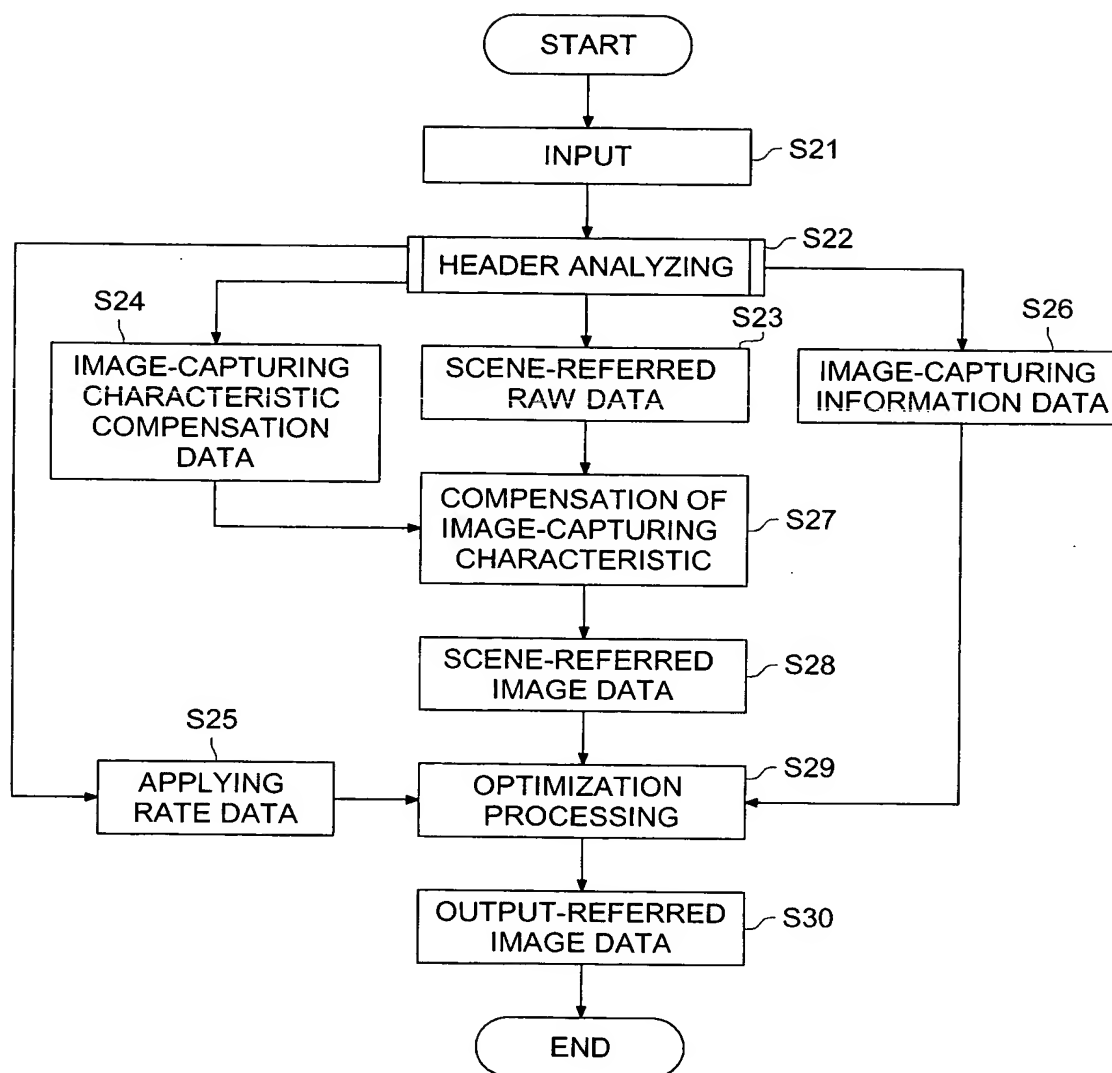 START
INPUT
S21
HEADER ANALYZING
S22
S24
IMAGE-CAPTURING
CHARACTERISTIC
COMPENSATION
DATA
S23
SCENE-REFERRED
RAW DATA
S26
IMAGE-CAPTURING
INFORMATION DATA
COMPENSATION OF
IMAGE-CAPTURING
CHARACTERISTIC
S27
SCENE-REFERRED
IMAGE DATA
S28
S25
APPLYING
RATE DATA
OPTIMIZATION
PROCESSING
S29
OUTPUT-REFERRED
IMAGE DATA
S30
END